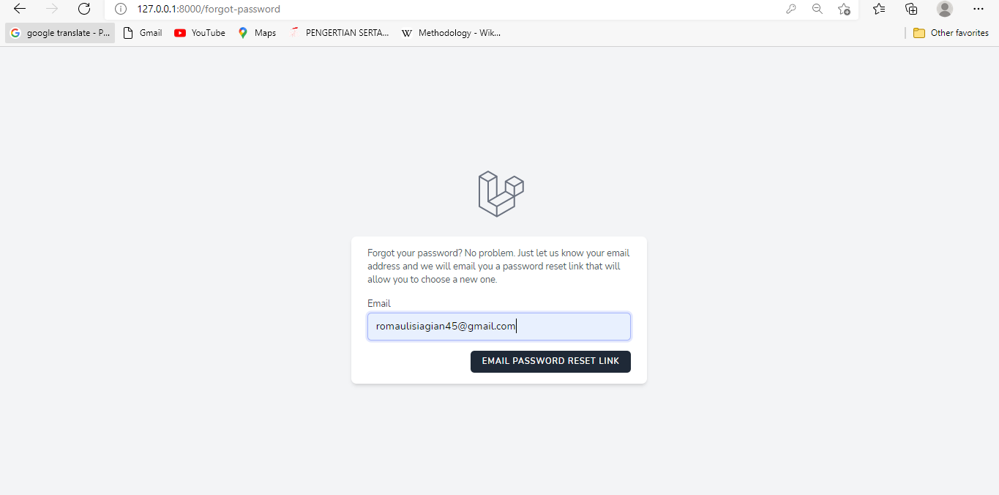 127.0.0.1:8000/forgot-password
google translate - P...
Gmail
YouTube
Maps
PENGERTIAN SERTA...
W Methodology - Wik...
Other favorites
Forgot your password? No problem. Just let us know your email
address and we will email you a password reset link that will
allow you to choose a new one.
Email
romaulisiagian45@gmail.com
EMAIL PASSWORD RESET LINK